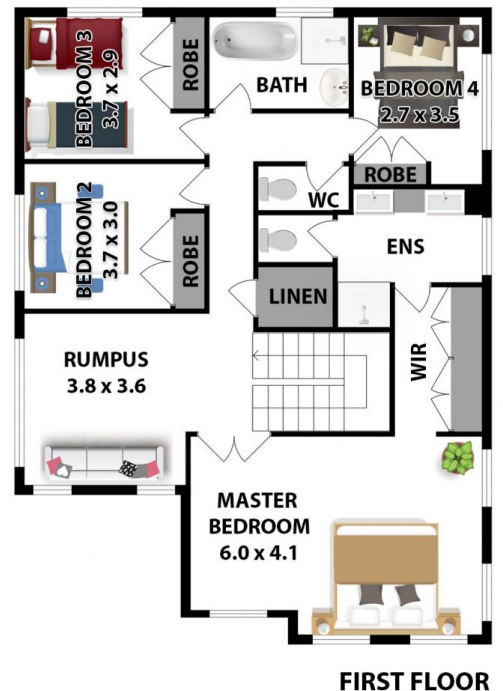 BEDROOM 3
3.7 x 2.9
ROBE
BATH
BEDROOM 4
2.7 x 3.5
ROBE
WC
BEDROOM 2
3.7 x 3.0
ROBE
ENS
LINEN
RUMPUS
3.8 x 3.6
WIR
MASTER
BEDROOM
6.0 x 4.1
FIRST FLOOR